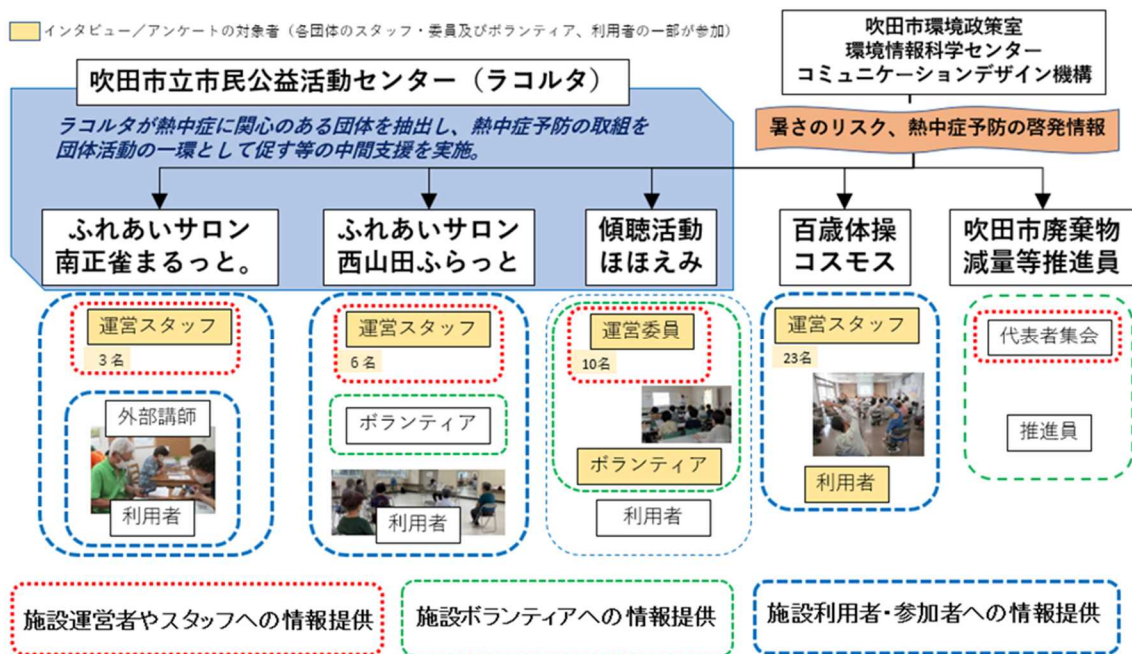 インタビュー／アンケートの対象者（各団体のスタッフ・委員及びボランティア、利用者の一部が参加）
吹田市環境政策室
環境情報科学センター
コミュニケーションデザイン機構
吹田市立市民公益活動センター（ラコルタ）
ラコルタが熱中症に関心のある団体を抽出し、熱中症予防の取組を
団体活動の一環として促す等の中間支援を実施。
暑さのリスク、熱中症予防の啓発情報
ふれあいサロン
南正雀まるっと。
ふれあいサロン
西山田ふらっと
傾聴活動
ほほえみ
百歳体操
コスモス
吹田市廃棄物
減量等推進員
運営スタッフ
3名
外部講師
利用者
運営スタッフ
6名
ボランティア
利用者
運営委員
10名
ボランティア
利用者
運営スタッフ
23名
利用者
代表者集会
推進員
施設運営者やスタッフへの情報提供
施設ボランティアへの情報提供
施設利用者・参加者への情報提供